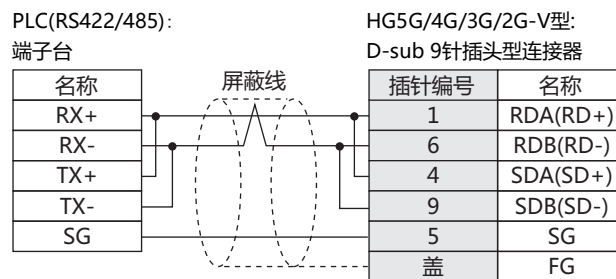 PLC(RS422/485):
端子台
HG5G/4G/3G/2G-V型:
D-sub 9针插头型连接器
名称
屏蔽线
插针编号
名称
RX+
1
RDA(RD+)
RX-
6
RDB(RD-)
TX+
4
SDA(SD+)
TX-
9
SDB(SD-)
SG
5
SG
盖
FG